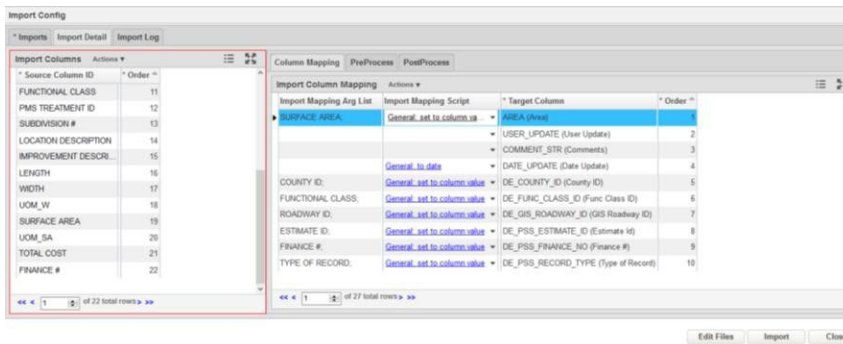 Import Config
* Imports Import Detail Import Log
Import Columns Actions ▾
* Source Column ID * Order
FUNCTIONAL CLASS 11
PMS TREATMENT ID 12
SUBDIVISION # 13
LOCATION DESCRIPTION 14
IMPROVEMENT DESCRI... 15
LENGTH 16
WIDTH 17
UOM_W 18
SURFACE AREA 19
UOM_SA 20
TOTAL COST 21
FINANCE # 22
<< < 1 of 22 total rows > >>
Column Mapping PreProcess PostProcess
Import Column Mapping Actions ▾
Import Mapping Arg List Import Mapping Script * Target Column * Order
SURFACE AREA; General. set to column va... AREA (Area) 1
USER_UPDATE (User Update) 2
COMMENT_STR (Comments) 3
General. to date DATE_UPDATE (Date Update) 4
COUNTY ID; General. set to column value DE_COUNTY_ID (County ID) 5
FUNCTIONAL CLASS; General. set to column value DE_FUNC_CLASS_ID (Func Class ID) 6
ROADWAY ID; General. set to column value DE_GIS_ROADWAY_ID (GIS Roadway ID) 7
ESTIMATE ID; General. set to column value DE_PSS_ESTIMATE_ID (Estimate Id) 8
FINANCE #; General. set to column value DE_PSS_FINANCE_NO (Finance #) 9
TYPE OF RECORD; General. set to column value DE_PSS_RECORD_TYPE (Type of Record) 10
<< < 1 of 27 total rows > >>
Edit Files Import Clos